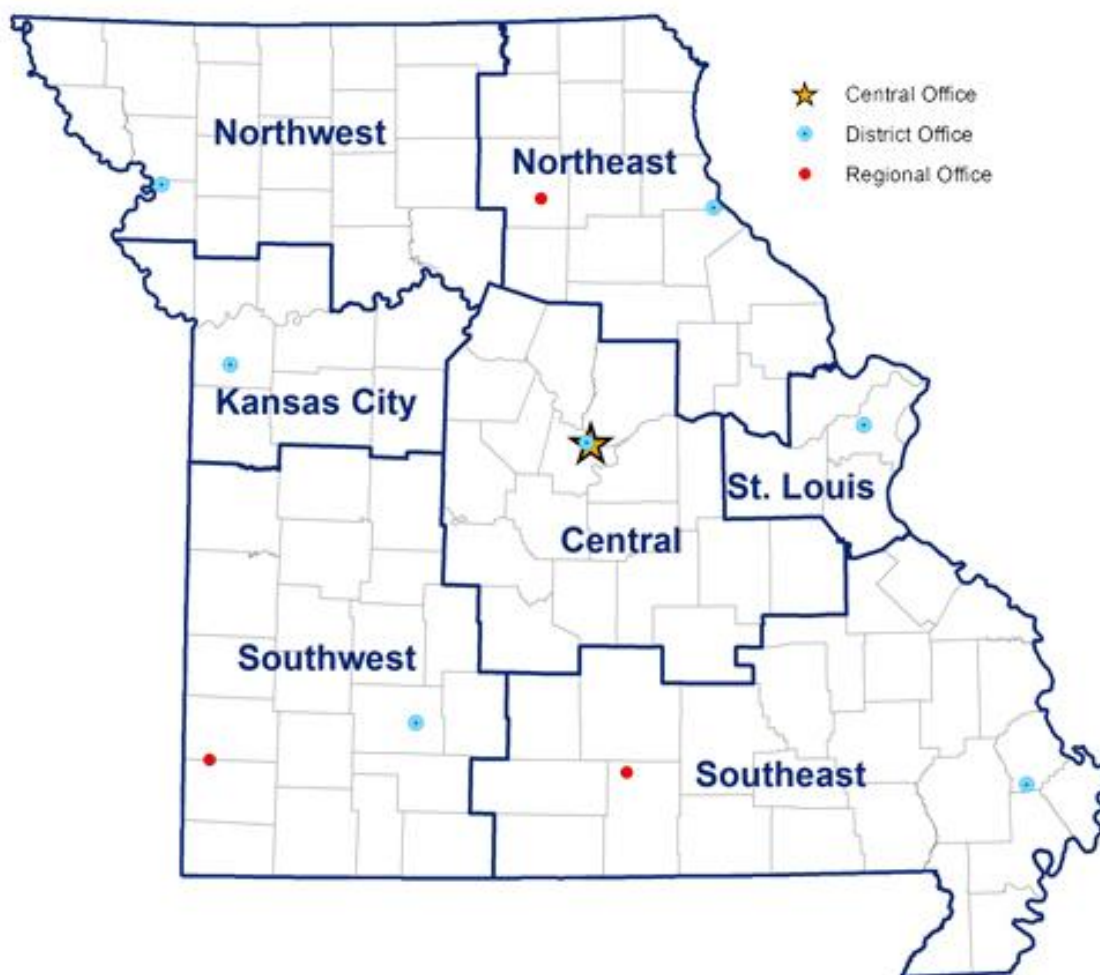 Central Office
District Office
Regional Office
Northwest
Northeast
Kansas City
St. Louis
Central
Southwest
Southeast